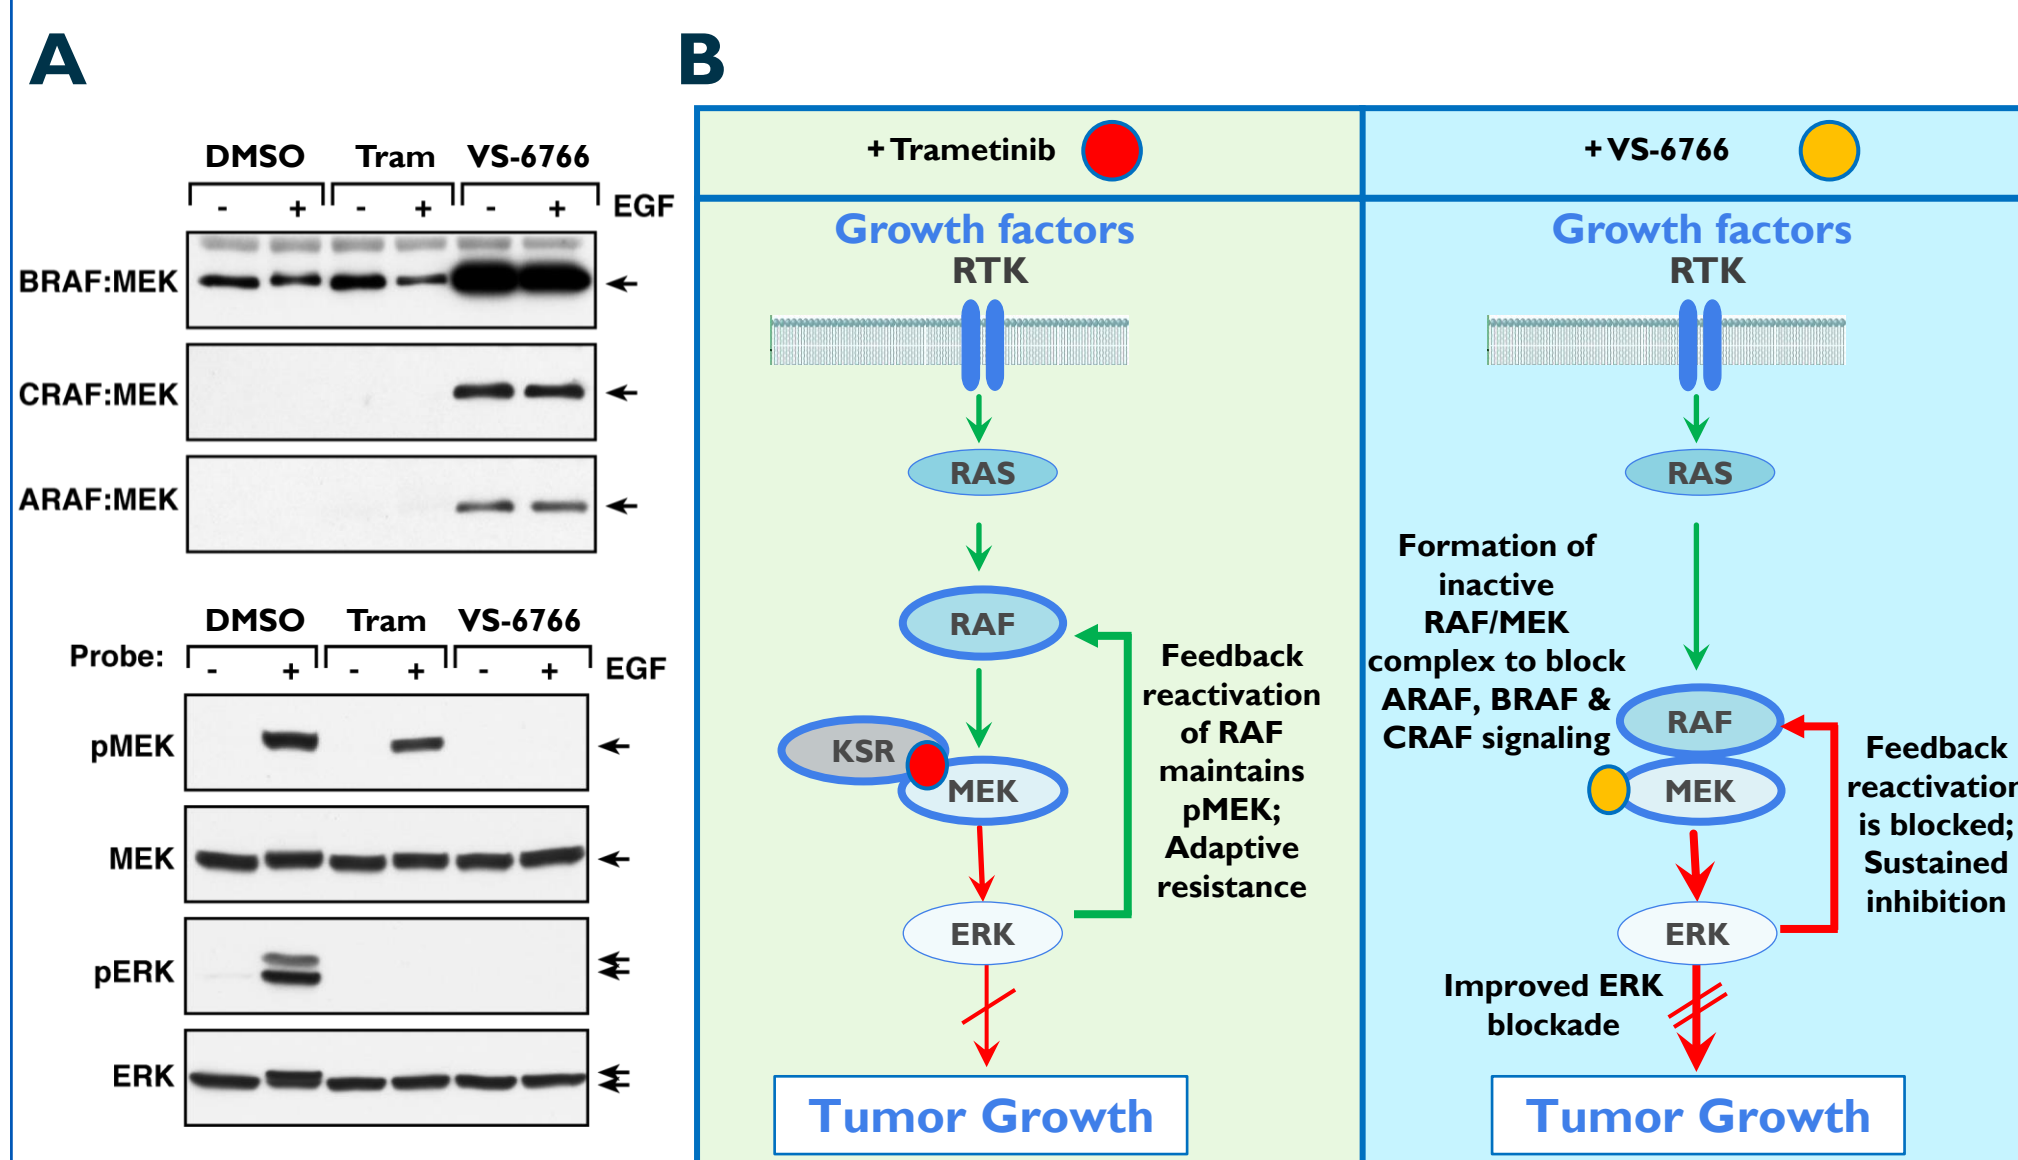 A
DMSO Tram VS-6766
- + - + - + EGF
BRAF:MEK
CRAF:MEK
ARAF:MEK
DMSO Tram VS-6766
Probe: - + - + - + EGF
pMEK
MEK
pERK
ERK
B
+ Trametinib
Growth factors
RTK
RAS
RAF
KSR
MEK
ERK
Feedback
reactivation
of RAF
maintains
pMEK;
Adaptive
resistance
Tumor Growth
+ VS-6766
Growth factors
RTK
RAS
Formation of
inactive
RAF/MEK
complex to block
ARAF, BRAF &
CRAF signaling
RAF
MEK
ERK
Feedback
reactivation
is blocked;
Sustained
inhibition
Improved ERK
blockade
Tumor Growth